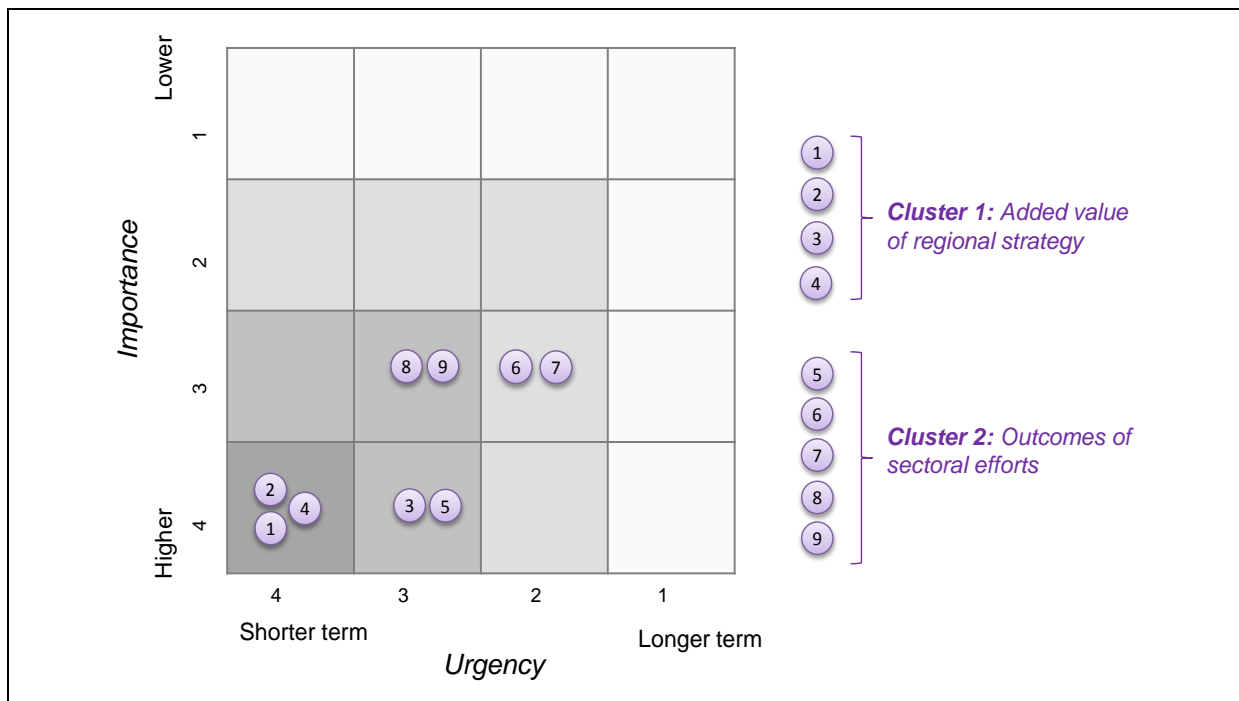 Lower
1
2
3
4
Higher
Importance
8 9 6 7
2
4
1
3 5
4 3 2 1
Shorter term Longer term
Urgency
1
2
3
4
Cluster 1: Added value
of regional strategy
5
6
7
8
9
Cluster 2: Outcomes of
sectoral efforts